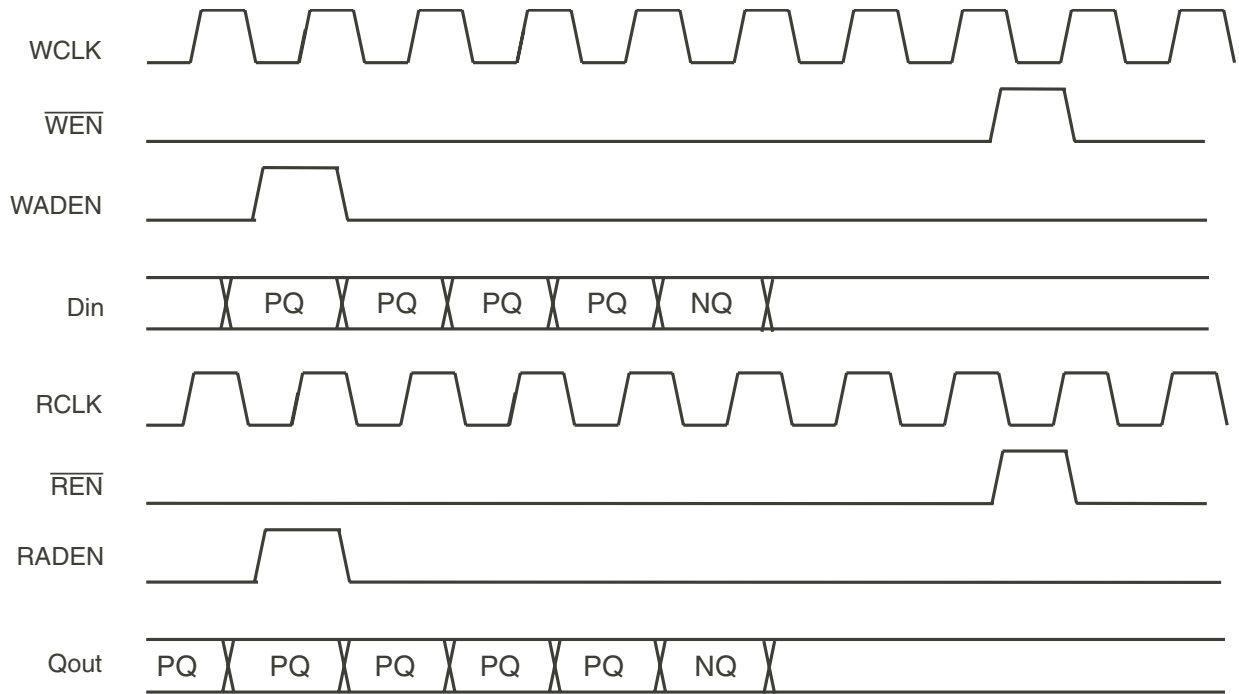 WCLK
WEN
WADEN
Din PQ PQ PQ PQ NQ
RCLK
REN
RADEN
Qout PQ PQ PQ PQ PQ NQ